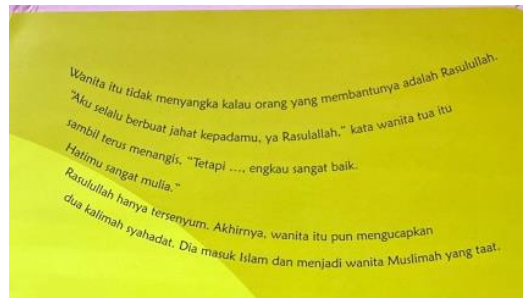 Wanita itu tidak menyangka kalau orang yang membantunya adalah Rasulullah.
"Aku selalu berbuat jahat kepadamu, ya Rasulallah," kata wanita tua itu
sambil terus menangis. "Tetapi ..., engkau sangat baik.
Hatimu sangat mulia."
Rasulullah hanya tersenyum. Akhirnya, wanita itu pun mengucapkan
dua kalimah syahadat. Dia masuk Islam dan menjadi wanita Muslimah yang taat.